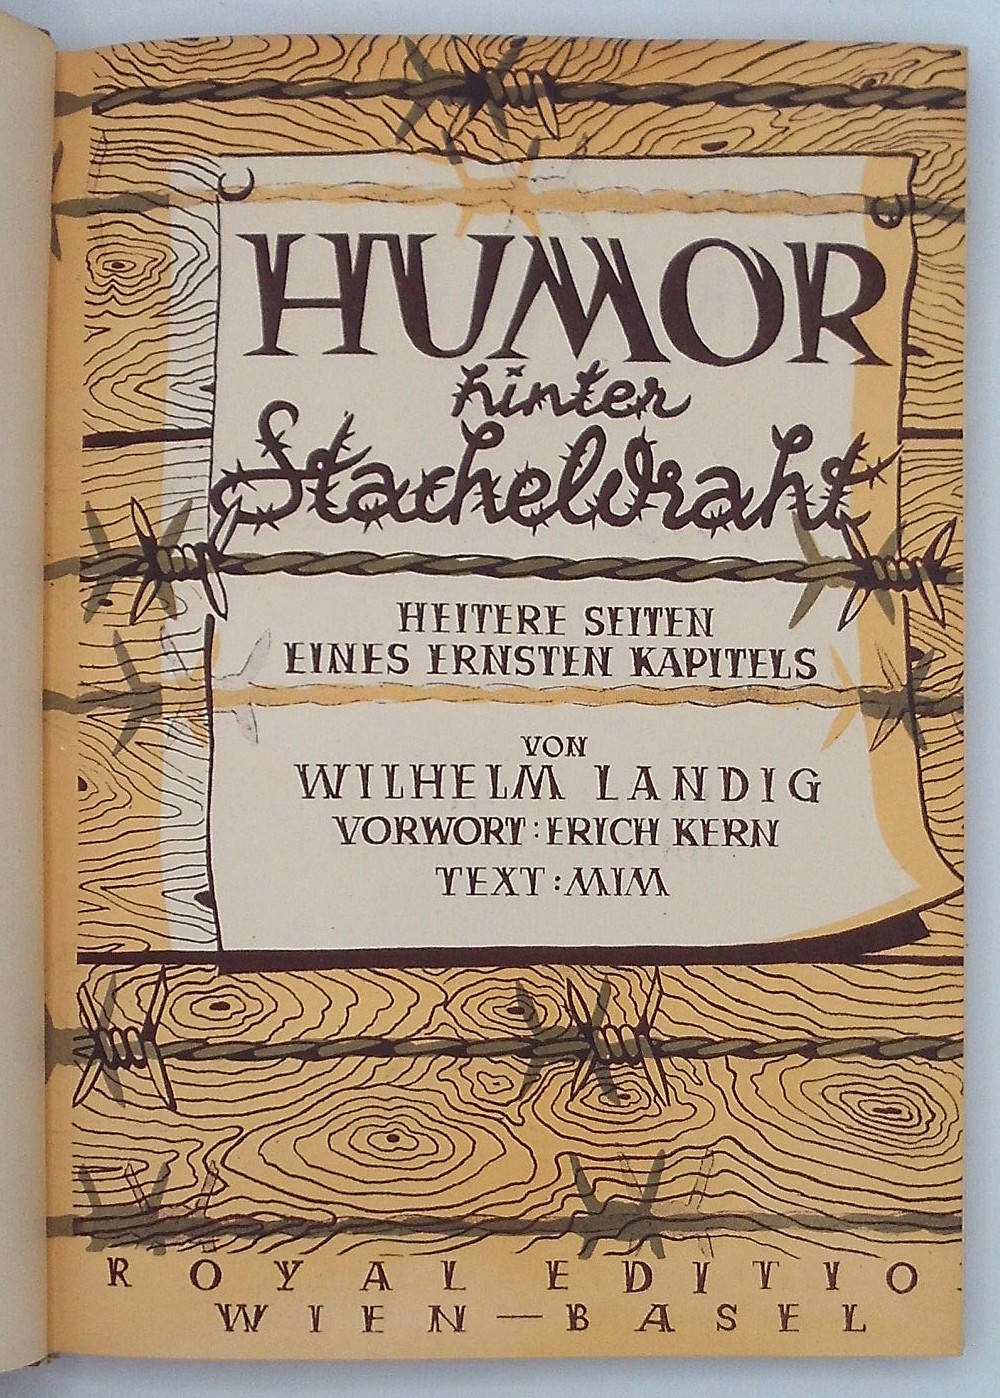 HUMOR
hinter
Stacheldraht
HEITERE SEITEN
EINES ERNSTEN KAPITELS
VON
WILHELM LANDIG
VORWORT: ERICH KERN
TEXT: MIM
ROYAL EDITIO
WIEN — BASEL